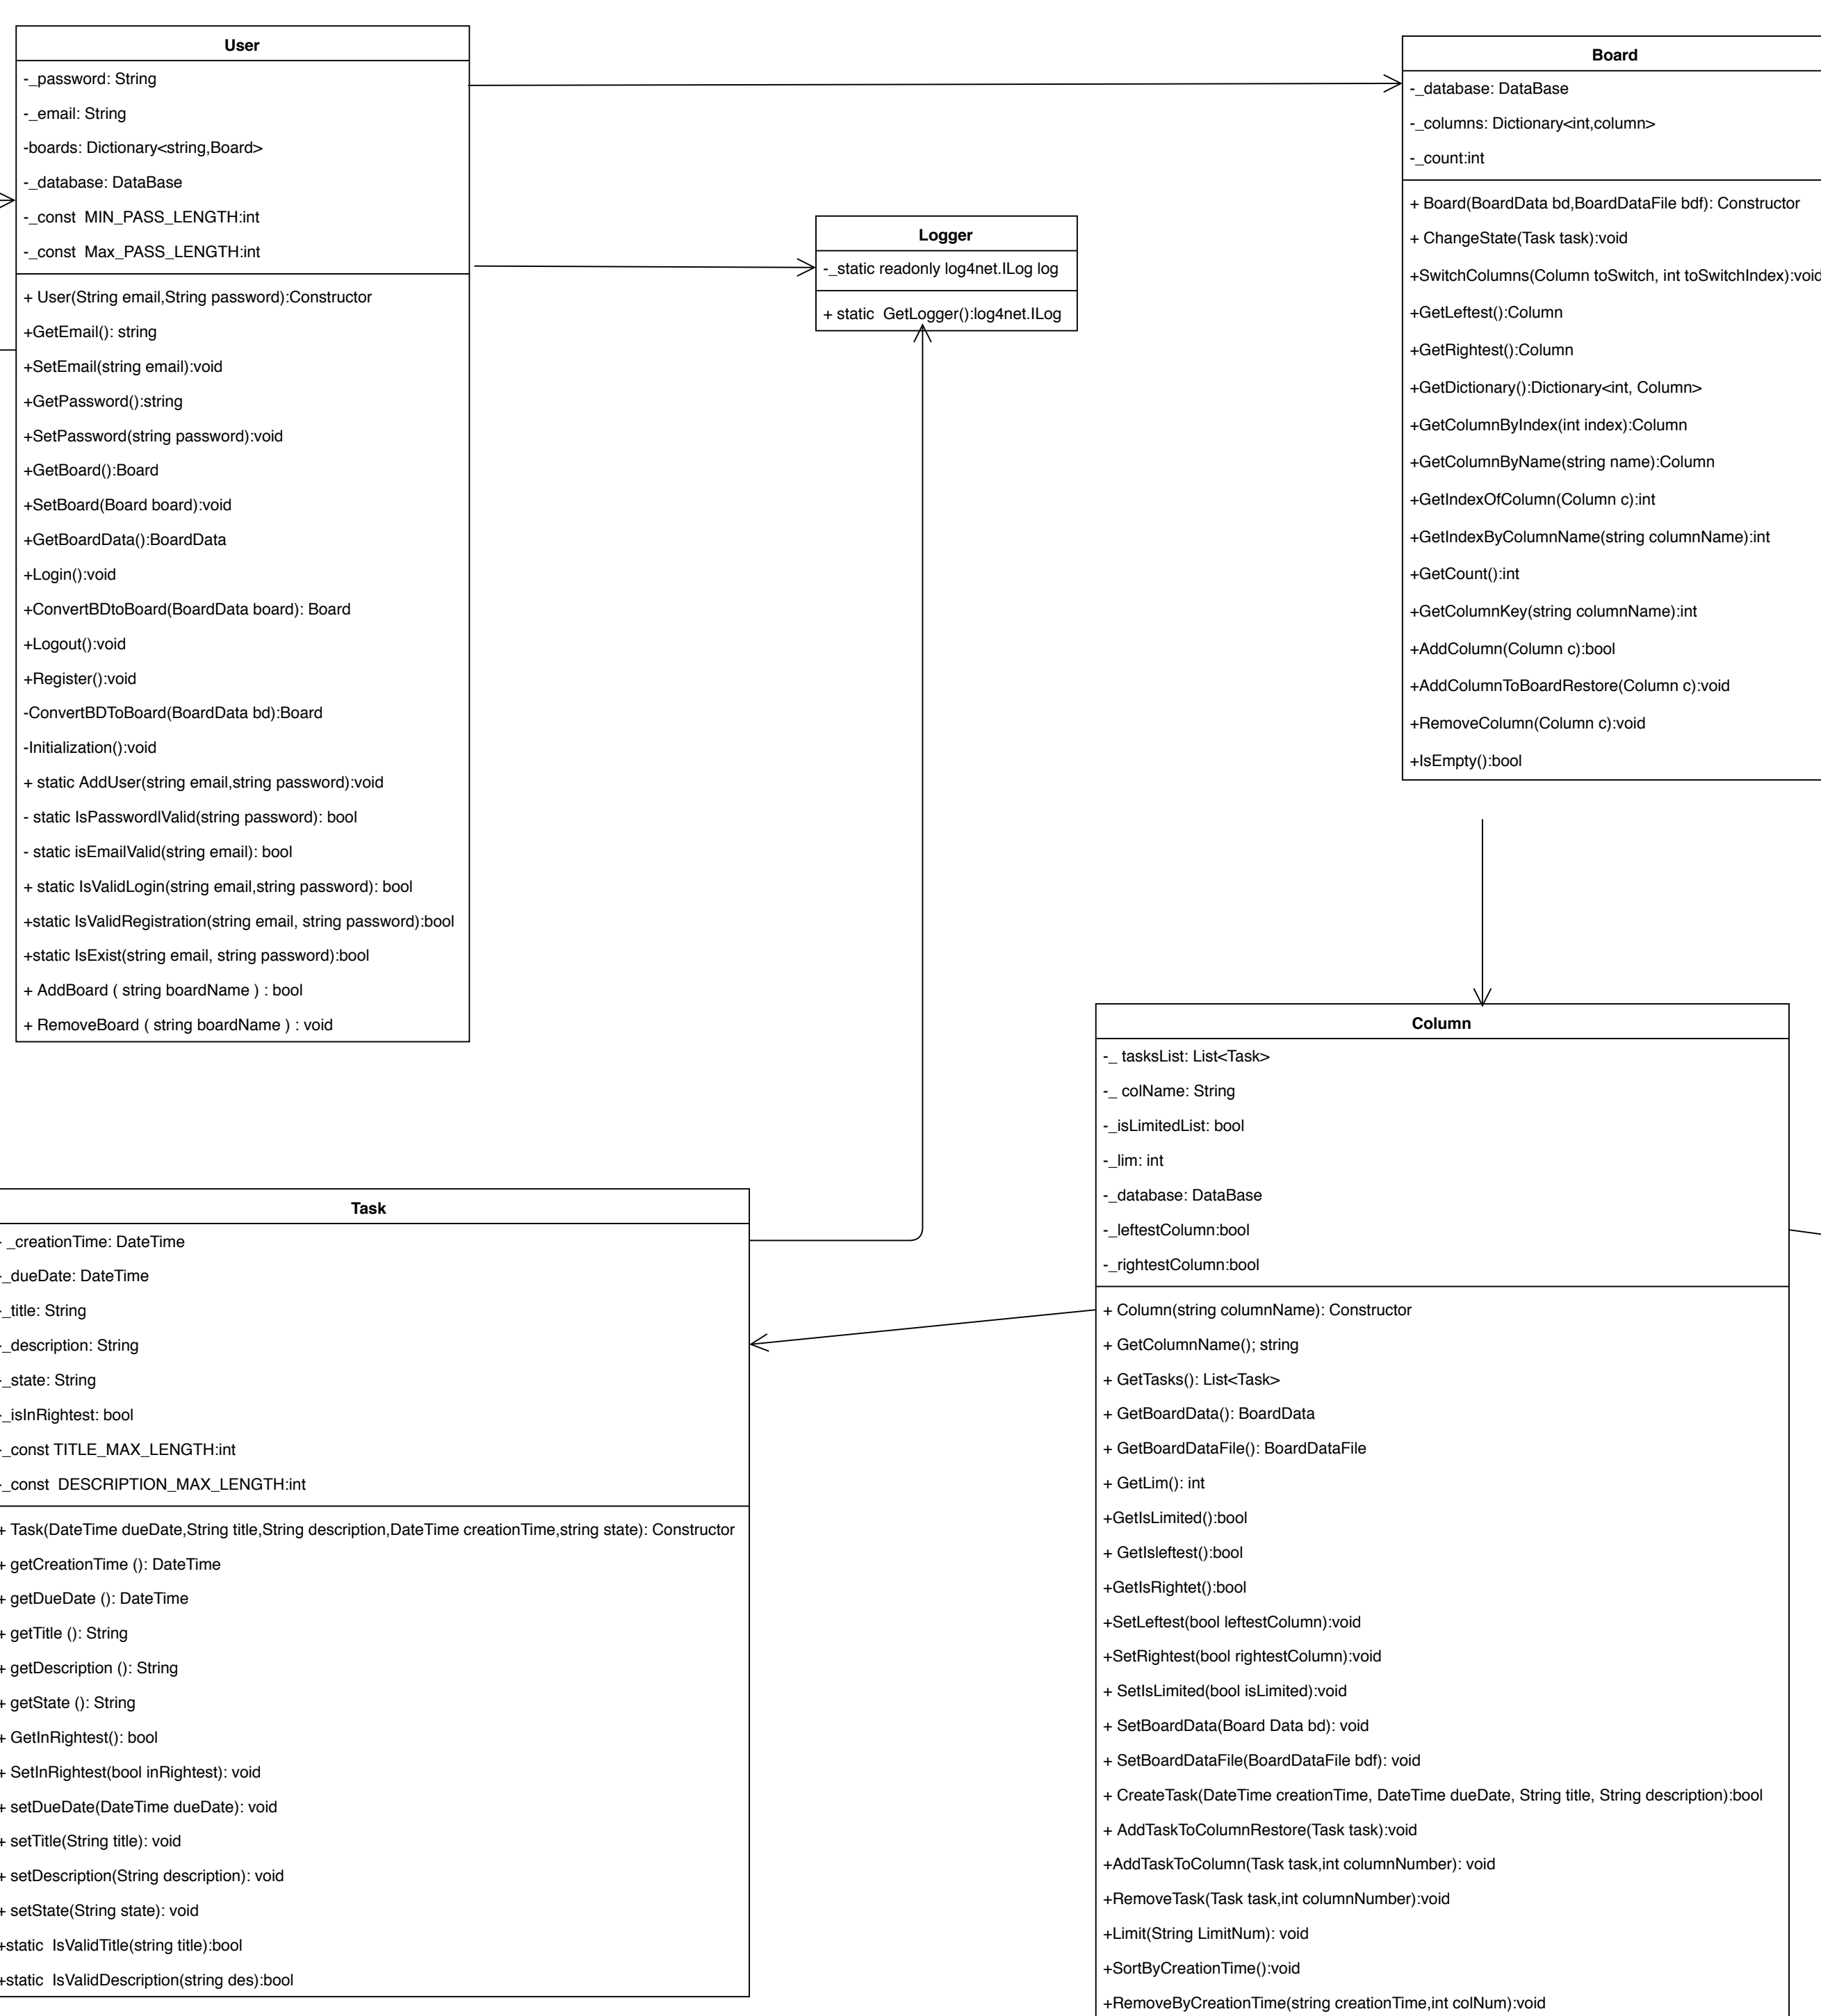 User
-_password: String
-_email: String
-boards: Dictionary<string,Board>
-_database: DataBase
-_const  MIN_PASS_LENGTH:int
-_const  Max_PASS_LENGTH:int
+ User(String email,String password):Constructor
+GetEmail(): string
+SetEmail(string email):void
+GetPassword():string
+SetPassword(string password):void
+GetBoard():Board
+SetBoard(Board board):void
+GetBoardData():BoardData
+Login():void
+ConvertBDtoBoard(BoardData board): Board
+Logout():void
+Register():void
-ConvertBDToBoard(BoardData bd):Board
-Initialization():void
+ static AddUser(string email,string password):void
- static IsPasswordlValid(string password): bool
- static isEmailValid(string email): bool
+ static IsValidLogin(string email,string password): bool
+static IsValidRegistration(string email, string password):bool
+static IsExist(string email, string password):bool
+ AddBoard ( string boardName ) : bool
+ RemoveBoard ( string boardName ) : void
Logger
-_static readonly log4net.ILog log
+ static  GetLogger():log4net.ILog
Board
-_database: DataBase
-_columns: Dictionary<int,column>
-_count:int
+ Board(BoardData bd,BoardDataFile bdf): Constructor
+ ChangeState(Task task):void
+SwitchColumns(Column toSwitch, int toSwitchIndex):void
+GetLeftest():Column
+GetRightest():Column
+GetDictionary():Dictionary<int, Column>
+GetColumnByIndex(int index):Column
+GetColumnByName(string name):Column
+GetIndexOfColumn(Column c):int
+GetIndexByColumnName(string columnName):int
+GetCount():int
+GetColumnKey(string columnName):int
+AddColumn(Column c):bool
+AddColumnToBoardRestore(Column c):void
+RemoveColumn(Column c):void
+IsEmpty():bool
Task
- _creationTime: DateTime
-_dueDate: DateTime
-_title: String
-_description: String
-_state: String
-_isInRightest: bool
-_const TITLE_MAX_LENGTH:int
-_const  DESCRIPTION_MAX_LENGTH:int
+ Task(DateTime dueDate,String title,String description,DateTime creationTime,string state): Constructor
+ getCreationTime (): DateTime
+ getDueDate (): DateTime
+ getTitle (): String
+ getDescription (): String
+ getState (): String
+ GetInRightest(): bool
+ SetInRightest(bool inRightest): void
+ setDueDate(DateTime dueDate): void
+ setTitle(String title): void
+ setDescription(String description): void
+ setState(String state): void
+static  IsValidTitle(string title):bool
+static  IsValidDescription(string des):bool
Column
-_ tasksList: List<Task>
-_ colName: String
-_isLimitedList: bool
-_lim: int
-_database: DataBase
-_leftestColumn:bool
-_rightestColumn:bool
+ Column(string columnName): Constructor
+ GetColumnName(); string
+ GetTasks(): List<Task>
+ GetBoardData(): BoardData
+ GetBoardDataFile(): BoardDataFile
+ GetLim(): int
+GetIsLimited():bool
+ GetIsleftest():bool
+GetIsRightet():bool
+SetLeftest(bool leftestColumn):void
+SetRightest(bool rightestColumn):void
+ SetIsLimited(bool isLimited):void
+ SetBoardData(Board Data bd): void
+ SetBoardDataFile(BoardDataFile bdf): void
+ CreateTask(DateTime creationTime, DateTime dueDate, String title, String description):bool
+ AddTaskToColumnRestore(Task task):void
+AddTaskToColumn(Task task,int columnNumber): void
+RemoveTask(Task task,int columnNumber):void
+Limit(String LimitNum): void
+SortByCreationTime():void
+RemoveByCreationTime(string creationTime,int colNum):void